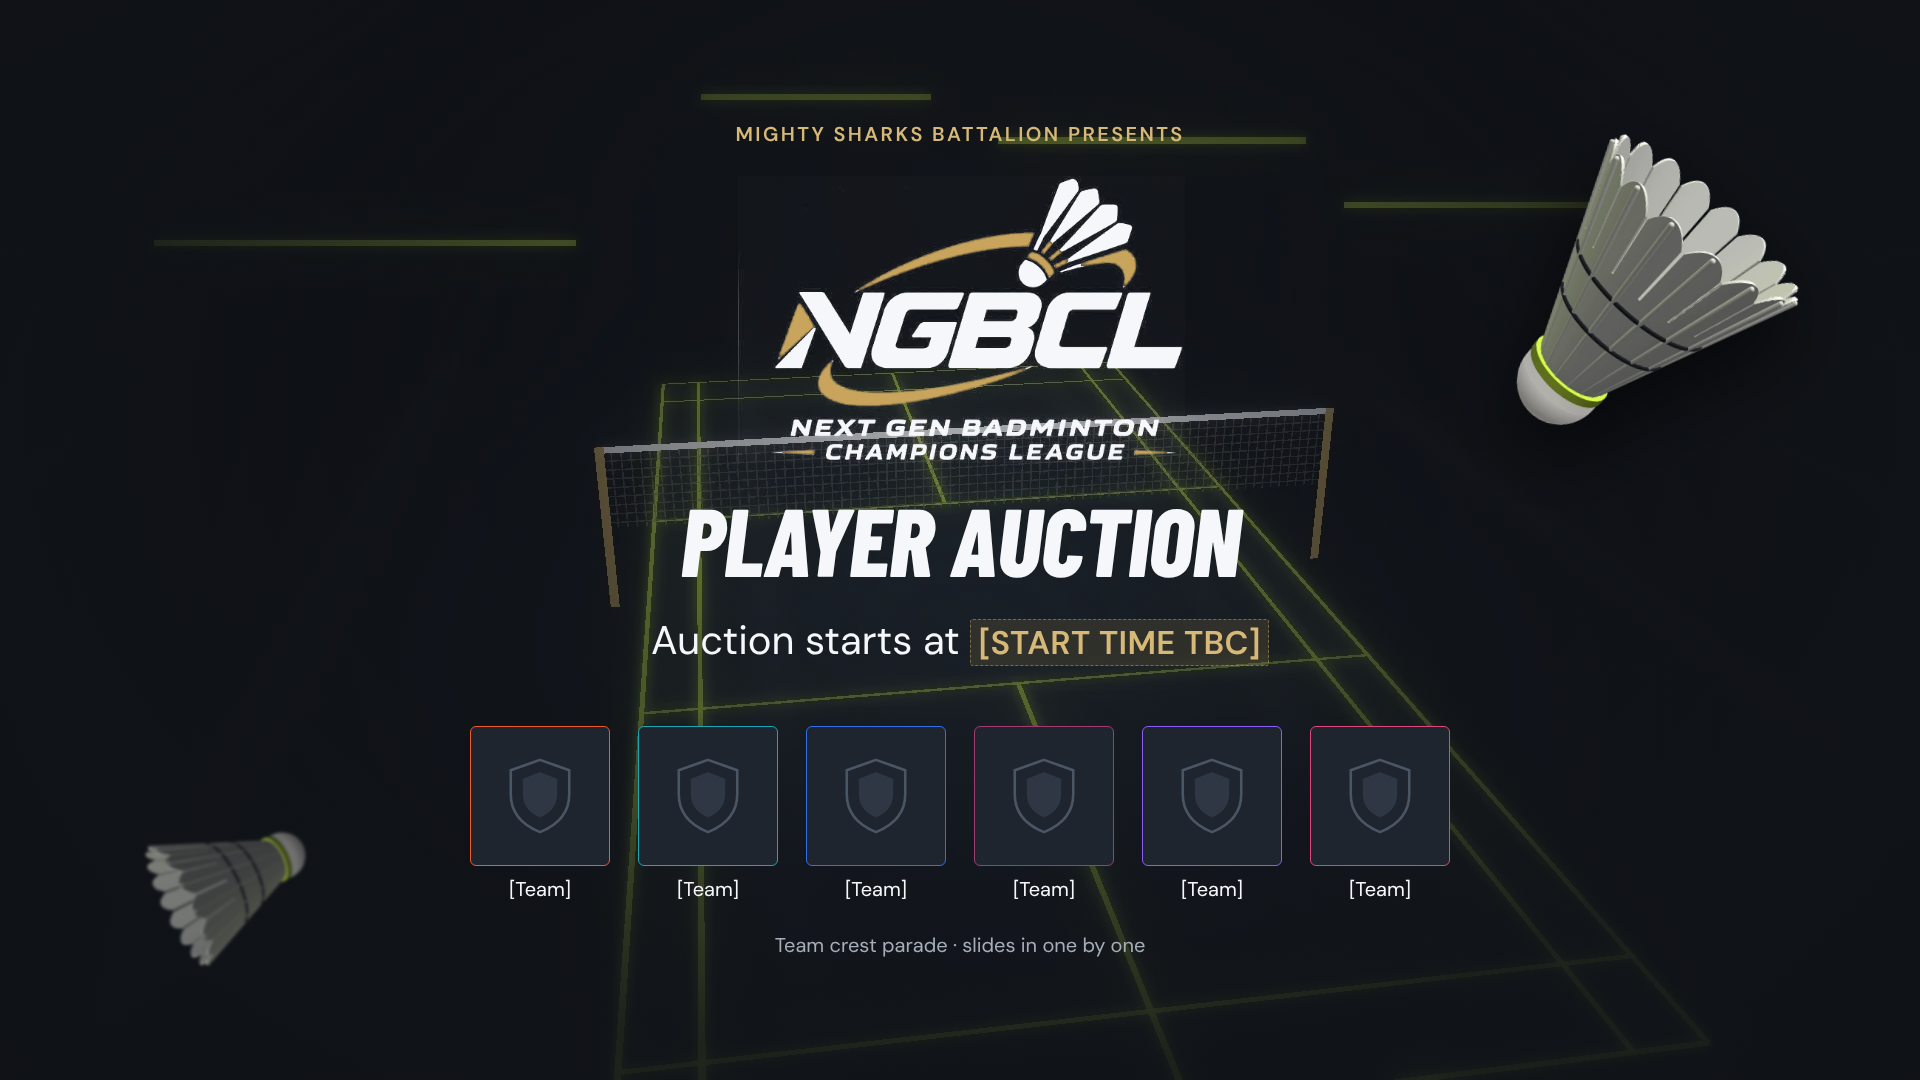 MIGHTY SHARKS BATTALION PRESENTS
NGBCL
NEXT GEN BADMINTON
CHAMPIONS LEAGUE
PLAYER AUCTION
Auction starts at [START TIME TBC]
[Team] [Team] [Team] [Team] [Team] [Team]
Team crest parade · slides in one by one